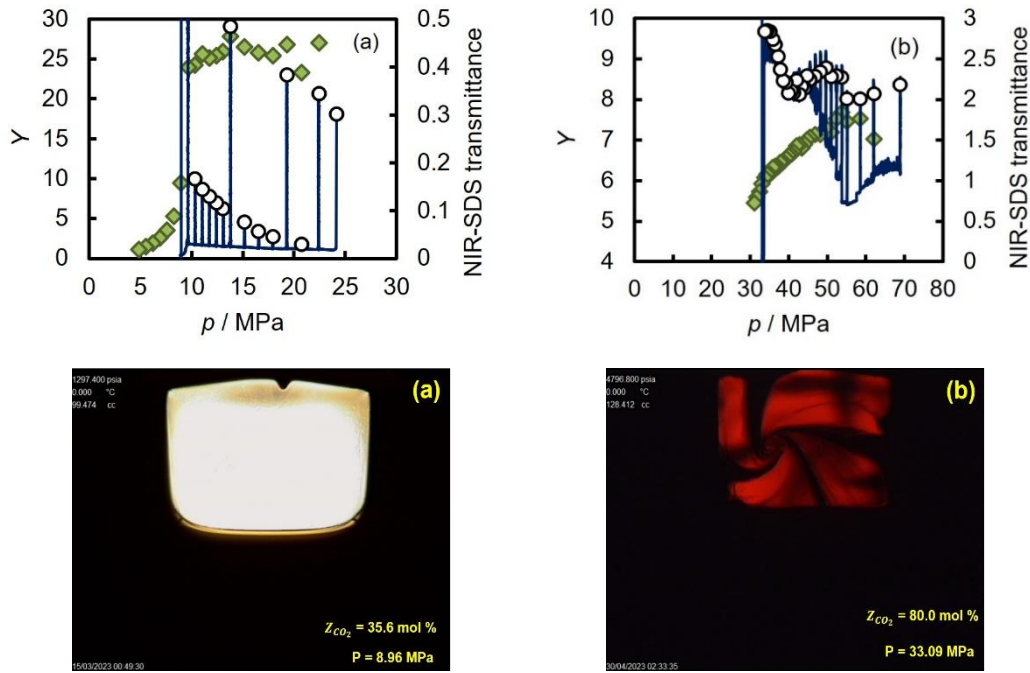 30
25
20
15
10
5
0
Y
0 5 10 15 20 25 30
p / MPa
0.5
0.4
0.3
0.2
0.1
0
NIR-SDS transmittance
(a)
10
9
8
7
6
5
4
Y
0 10 20 30 40 50 60 70 80
p / MPa
3
2.5
2
1.5
1
0.5
0
NIR-SDS transmittance
(b)
1297.400 psia
0.000 °C
99.474 cc
(a)
Z_CO2 = 35.6 mol %
P = 8.96 MPa
15/03/2023 00:49:30
4796.800 psia
0.000 °C
128.412 cc
(b)
Z_CO2 = 80.0 mol %
P = 33.09 MPa
30/04/2023 02:33:35